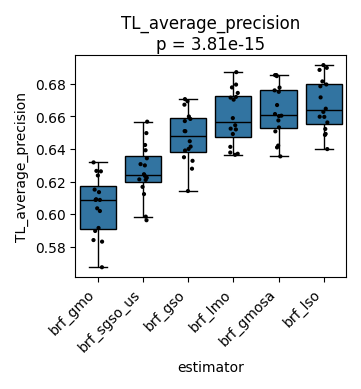 TL_average_precision
p = 3.81e-15
TL_average_precision
0.68
0.66
0.64
0.62
0.60
0.58
brf_gmo
brf_sgso_us
brf_gso
brf_lmo
brf_gmosa
brf_lso
estimator